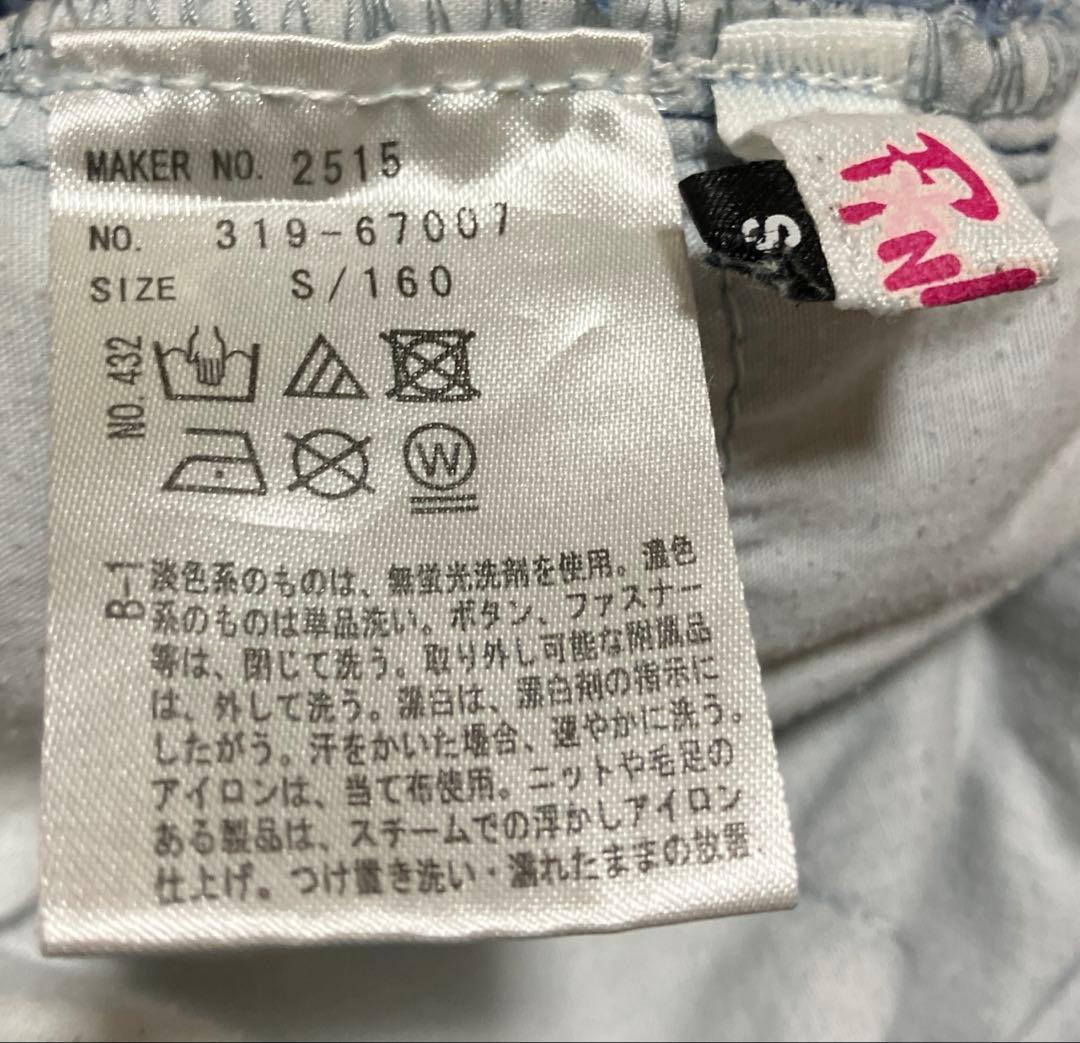 MAKER NO. 2515
NO. 319-67007
SIZE S/160
NO. 432
W
B-1
淡色系のものは、無蛍光洗剤を使用。濃色
系のものは単品洗い。ボタン、ファスナー
等は、閉じて洗う。取り外し可能な附属品
は、外して洗う。漂白は、漂白剤の指示に
したがう。汗をかいた場合、速やかに洗う。
アイロンは、当て布使用。ニットや毛足の
ある製品は、スチームでの浮かしアイロン
仕上げ。つけ置き洗い・濡れたままの放置
S